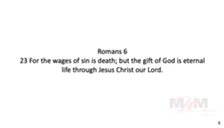 Romans 6
23 For the wages of sin is death; but the gift of God is eternal
life through Jesus Christ our Lord.